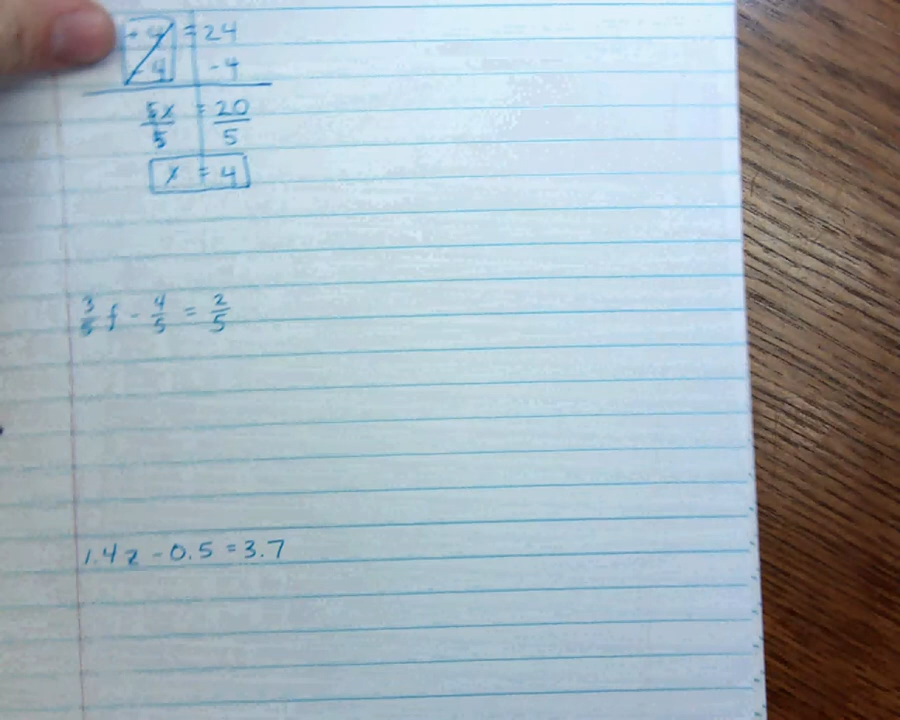 + 4 = 24
- 4 - 4
5x = 20
5 5
x = 4
3/5 f - 4/5 = 2/5
1.4z - 0.5 = 3.7